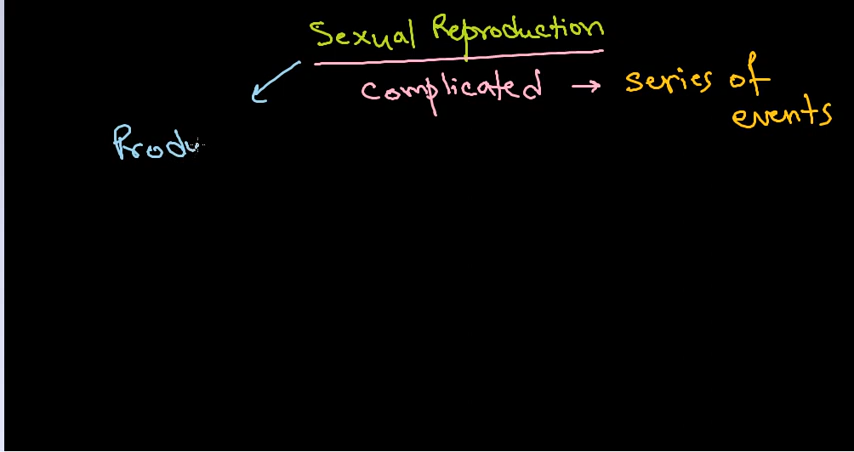 Sexual Reproduction
complicated → series of
events
Produ